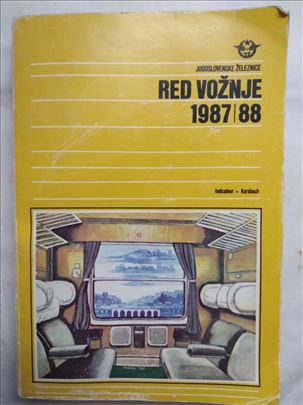 JUGOSLOVENSKE ŽELEZNICE
RED VOŽNJE
1987/88
Indicateur • Kursbuch